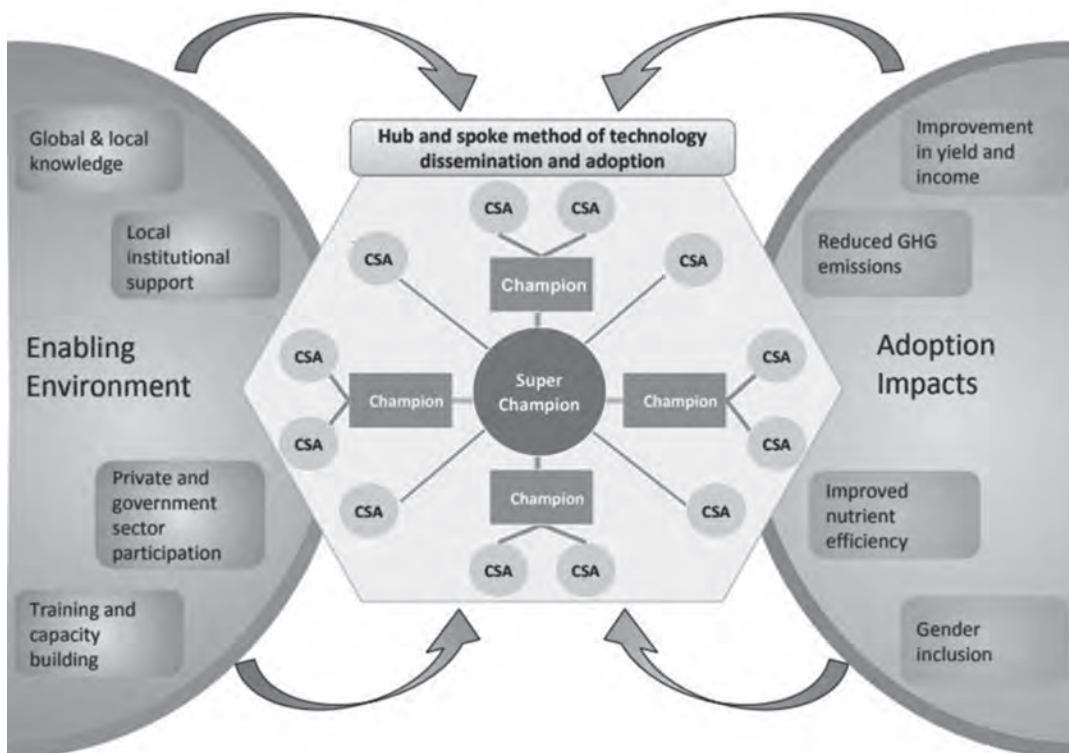 Hub and spoke method of technology
dissemination and adoption
Global & local
knowledge
Local
institutional
support
Enabling
Environment
Private and
government
sector
participation
Training and
capacity
building
CSA
CSA
CSA
Champion
CSA
CSA
Champion
Super
Champion
Champion
CSA
CSA
CSA
CSA
Champion
CSA
CSA
CSA
Improvement
in yield and
income
Reduced GHG
emissions
Adoption
Impacts
Improved
nutrient
efficiency
Gender
inclusion